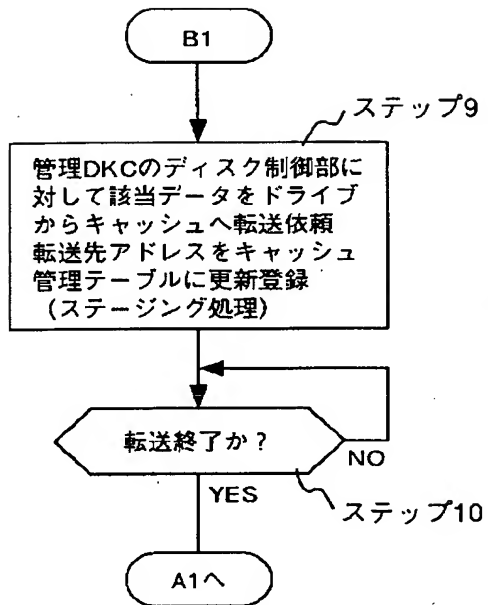 B1
ステップ9
管理DKCのディスク制御部に
対して該当データをドライブ
からキャッシュへ転送依頼
転送先アドレスをキャッシュ
管理テーブルに更新登録
(ステージング処理)
転送終了か?
NO
YES
ステップ10
A1へ